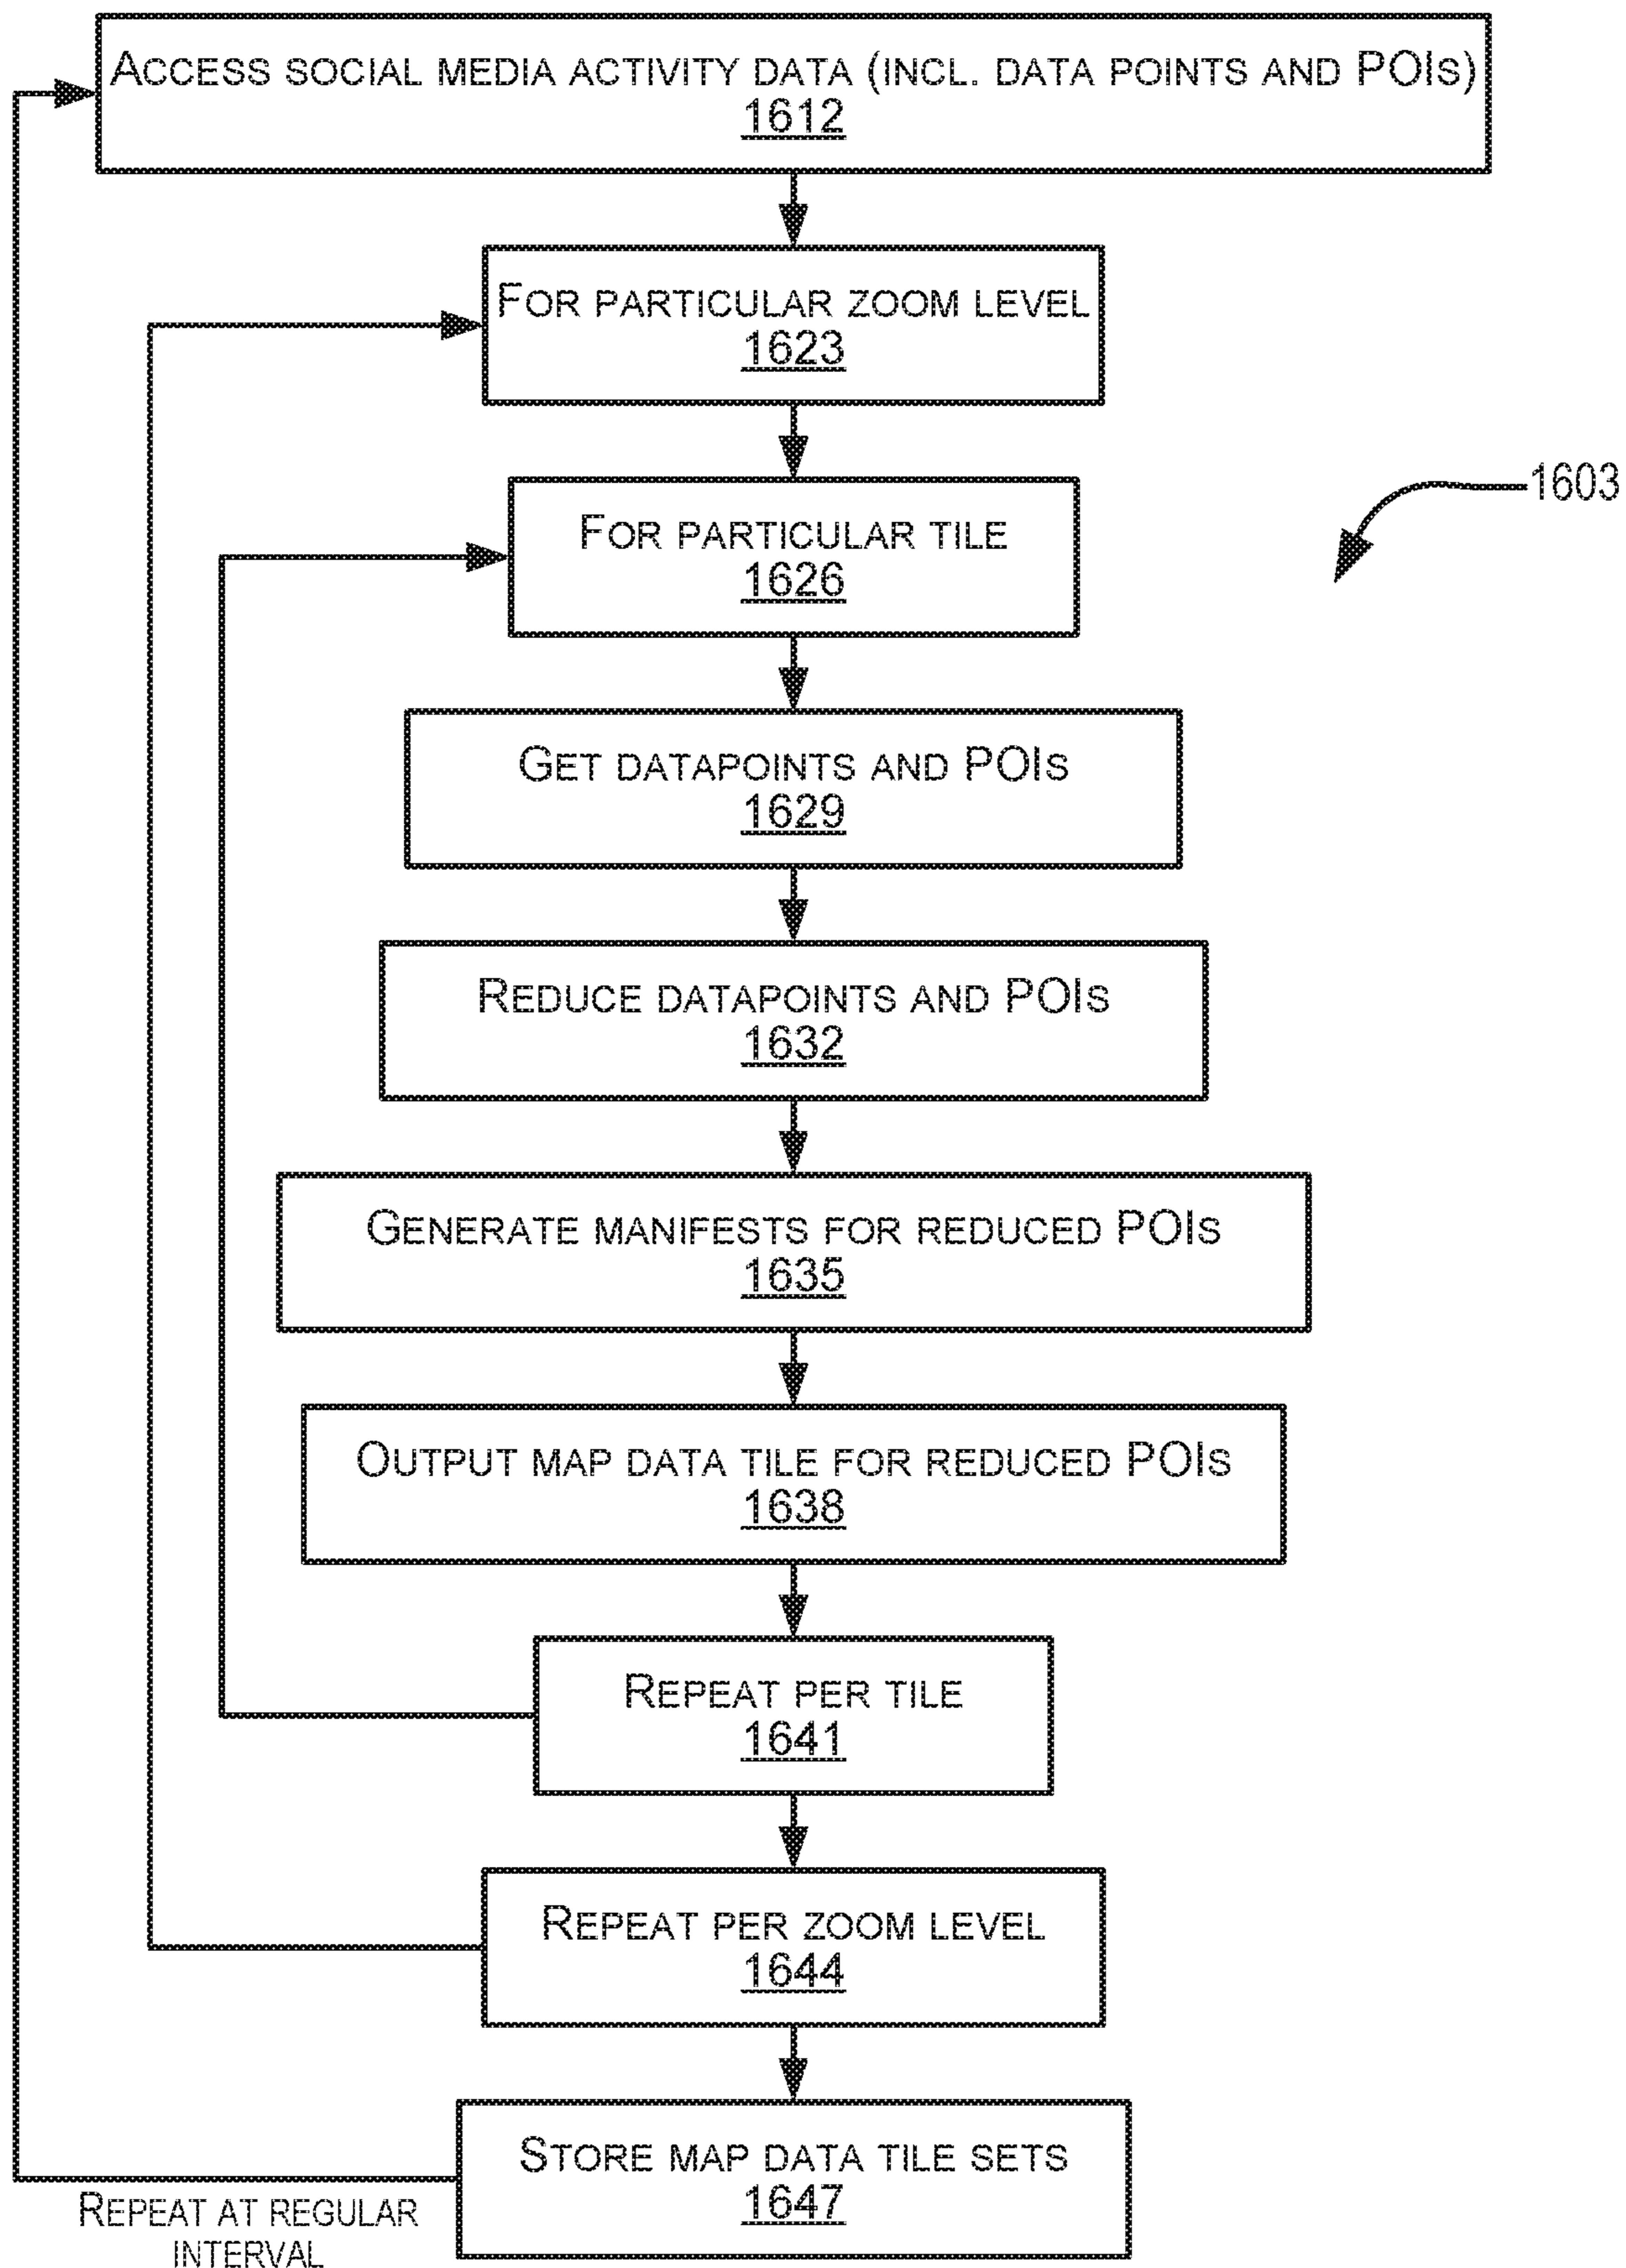 ACCESS SOCIAL MEDIA ACTIVITY DATA (INCL. DATA POINTS AND POIS)
1612
FOR PARTICULAR ZOOM LEVEL
1623
FOR PARTICULAR TILE
1626
1603
GET DATAPOINTS AND POIS
1629
REDUCE DATAPOINTS AND POIS
1632
GENERATE MANIFESTS FOR REDUCED POIS
1635
OUTPUT MAP DATA TILE FOR REDUCED POIS
1638
REPEAT PER TILE
1641
REPEAT PER ZOOM LEVEL
1644
STORE MAP DATA TILE SETS
1647
REPEAT AT REGULAR
INTERVAL